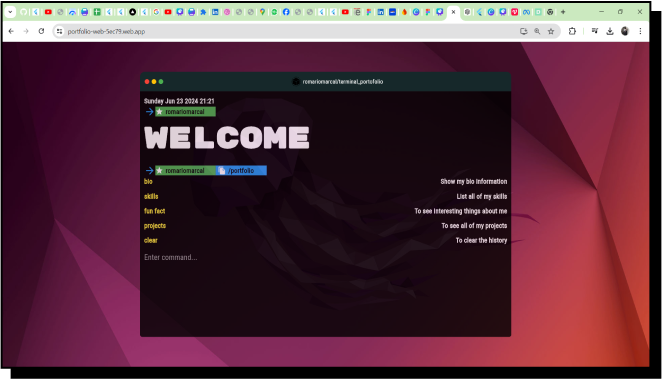 portfolio-web-5ec79.web.app
romariomarcal/terminal_portofolio
Sunday Jun 23 2024 21:21
romariomarcal
WELCOME
romariomarcal /portfolio
bio Show my bio information
skills List all of my skills
fun fact To see interesting things about me
projects To see all of my projects
clear To clear the history
Enter command...